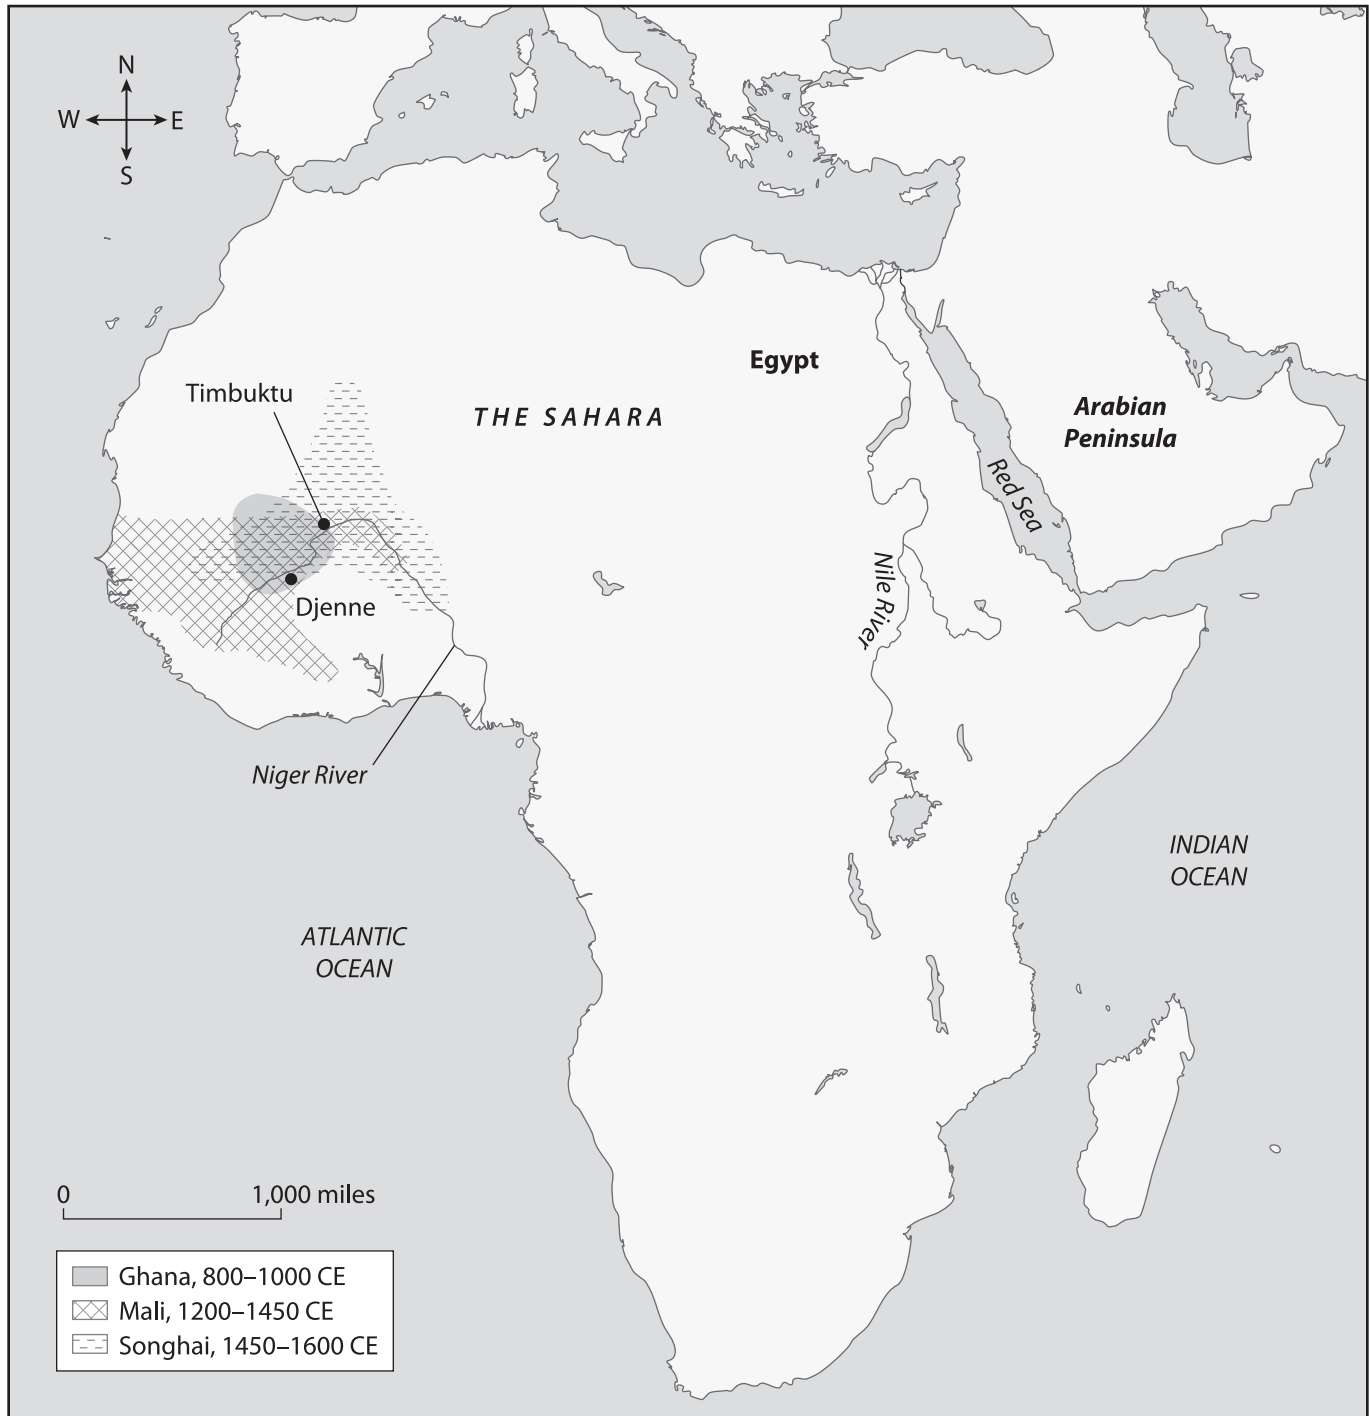 N
W E
S
Timbuktu
Egypt
THE SAHARA
Arabian
Peninsula
Red Sea
Nile River
Djenne
Niger River
INDIAN
OCEAN
ATLANTIC
OCEAN
0 1,000 miles
Ghana, 800–1000 CE
Mali, 1200–1450 CE
Songhai, 1450–1600 CE